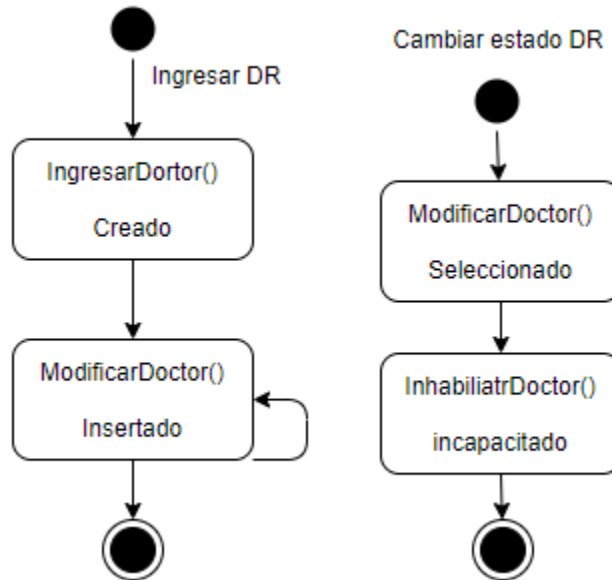 Ingresar DR
IngresarDortor()
Creado
ModificarDoctor()
Insertado
Cambiar estado DR
ModificarDoctor()
Seleccionado
InhabiliatrDoctor()
incapacitado